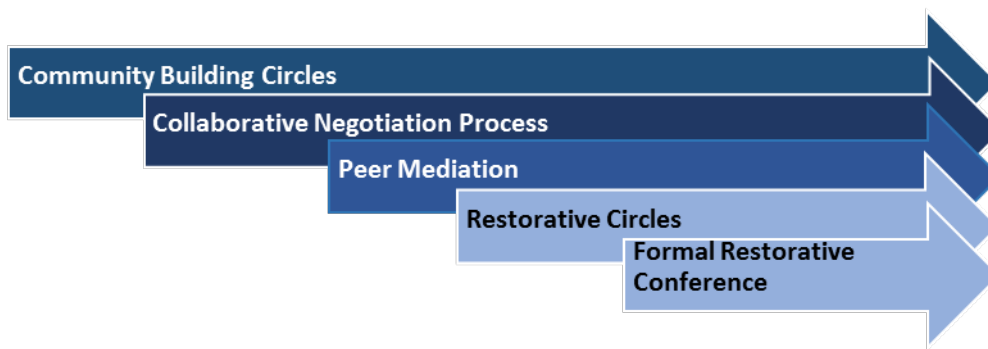 Community Building Circles
Collaborative Negotiation Process
Peer Mediation
Restorative Circles
Formal Restorative
Conference